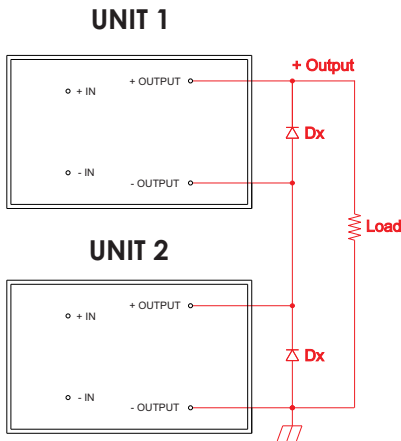 UNIT 1
+ Output
+ OUTPUT
+ IN
Dx
- IN
- OUTPUT
Load
UNIT 2
+ OUTPUT
+ IN
Dx
- IN
- OUTPUT